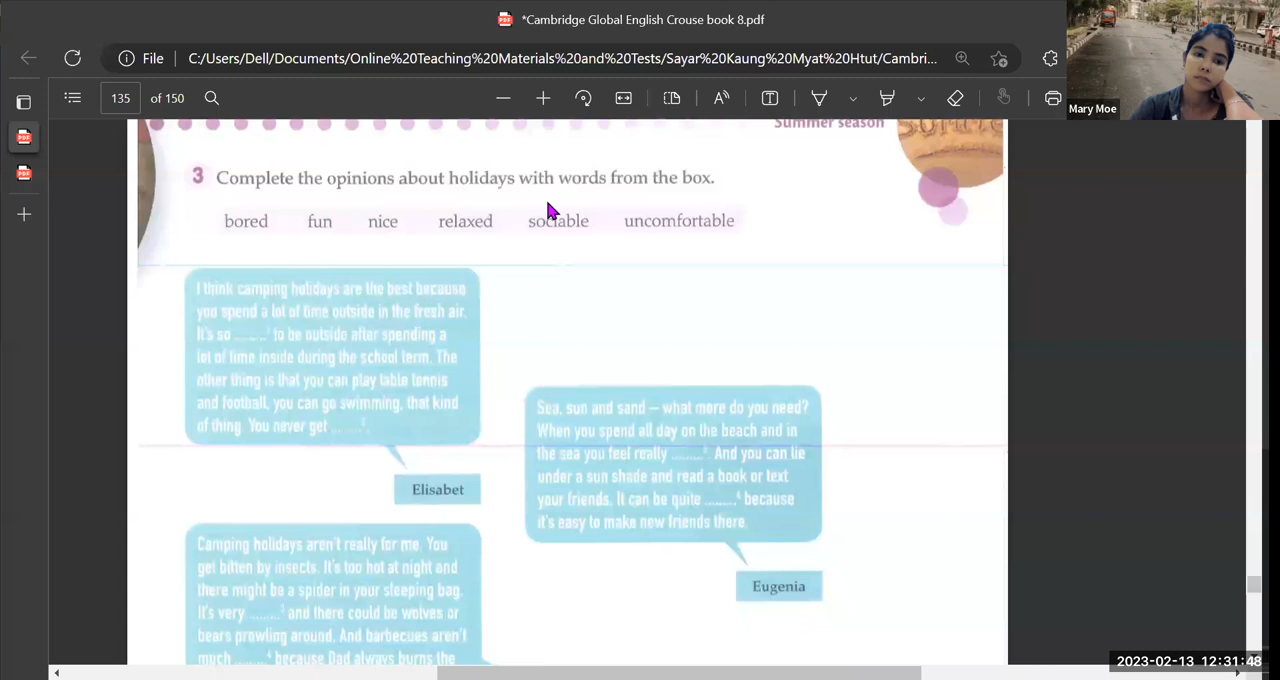 *Cambridge Global English Crouse book 8.pdf
File
C:/Users/Dell/Documents/Online%20Teaching%20Materials%20and%20Tests/Sayar%20Kaung%20Myat%20Htut/Cambri...
135 of 150
Mary Moe
Summer season
3 Complete the opinions about holidays with words from the box.
bored fun nice relaxed sociable uncomfortable
I think camping holidays are the best because
you spend a lot of time outside in the fresh air.
It's so ........¹ to be outside after spending a
lot of time inside during the school term. The
other thing is that you can play table tennis
and football, you can go swimming, that kind
of thing. You never get ........².
Elisabet
Sea, sun and sand – what more do you need?
When you spend all day on the beach and in
the sea you feel really ........³. And you can lie
under a sun shade and read a book or text
your friends. It can be quite ........⁴ because
it's easy to make new friends there.
Eugenia
Camping holidays aren't really for me. You
get bitten by insects. It's too hot at night and
there might be a spider in your sleeping bag.
It's very ........⁵ and there could be wolves or
bears prowling around. And barbecues aren't
much ........⁶ because Dad always burns the
2023-02-13 12:31:48